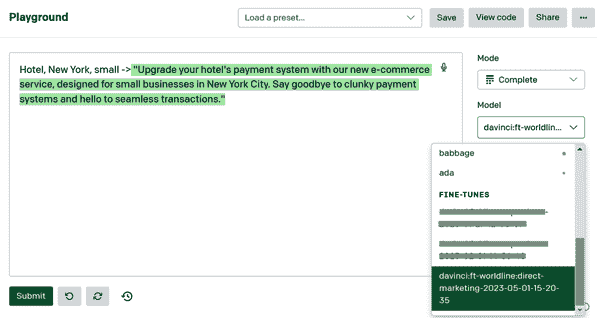 Playground
Load a preset...
Save
View code
Share
...
Hotel, New York, small -> "Upgrade your hotel's payment system with our new e-commerce
service, designed for small businesses in New York City. Say goodbye to clunky payment
systems and hello to seamless transactions."
Mode
Complete
Model
davinci:ft-worldlin...
babbage
ada
FINE-TUNES
davinci:ft-worldline:direct-
marketing-2023-05-01-15-20-
35
Submit